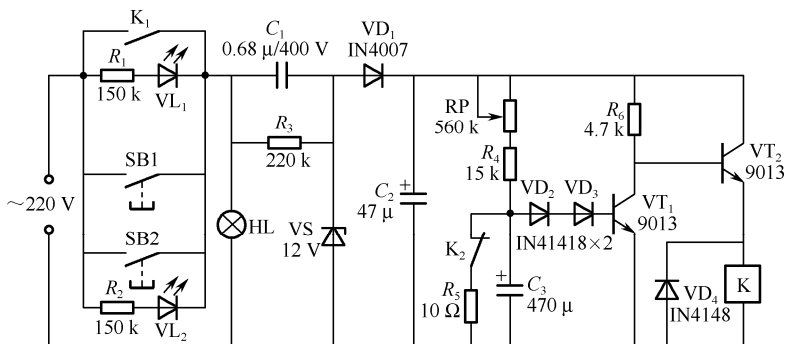 K₁
R₁
150 k
VL₁
SB1
~220 V
SB2
R₂
150 k
VL₂
C₁
0.68 μ/400 V
R₃
220 k
HL
VS
12 V
VD₁
IN4007
C₂
47 μ
+
RP
560 k
R₄
15 k
VD₂
VD₃
IN41418×2
K₂
R₅
10 Ω
+
C₃
470 μ
R₆
4.7 k
VT₁
9013
VT₂
9013
VD₄
IN4148
K